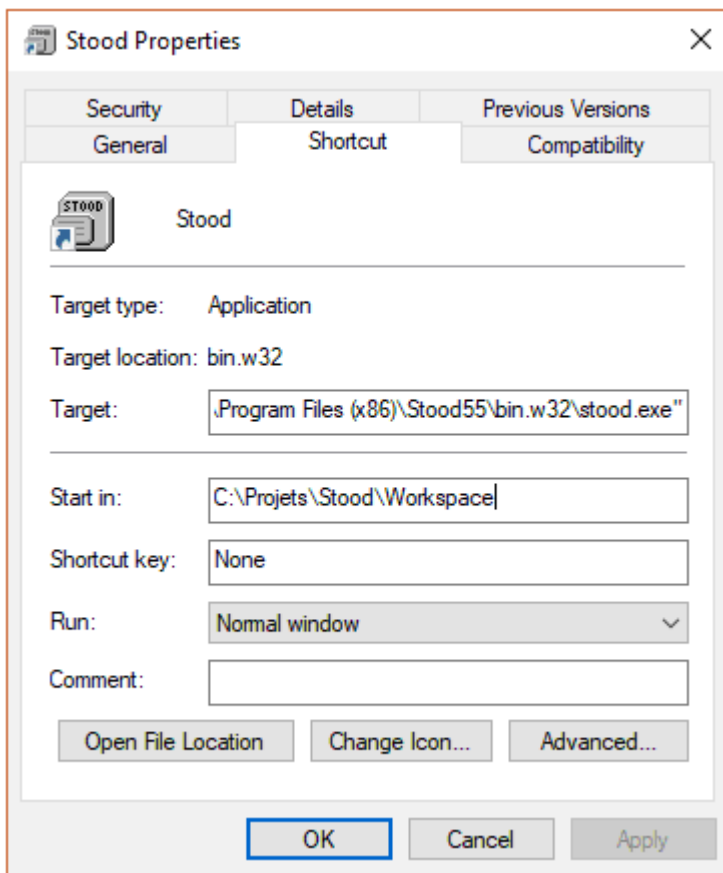 Stood Properties
Security Details Previous Versions
General Shortcut Compatibility
STOOD
Stood
Target type: Application
Target location: bin.w32
Target: \Program Files (x86)\Stood55\bin.w32\stood.exe"
Start in: C:\Projets\Stood\Workspace
Shortcut key: None
Run: Normal window
Comment:
Open File Location Change Icon... Advanced...
OK Cancel Apply